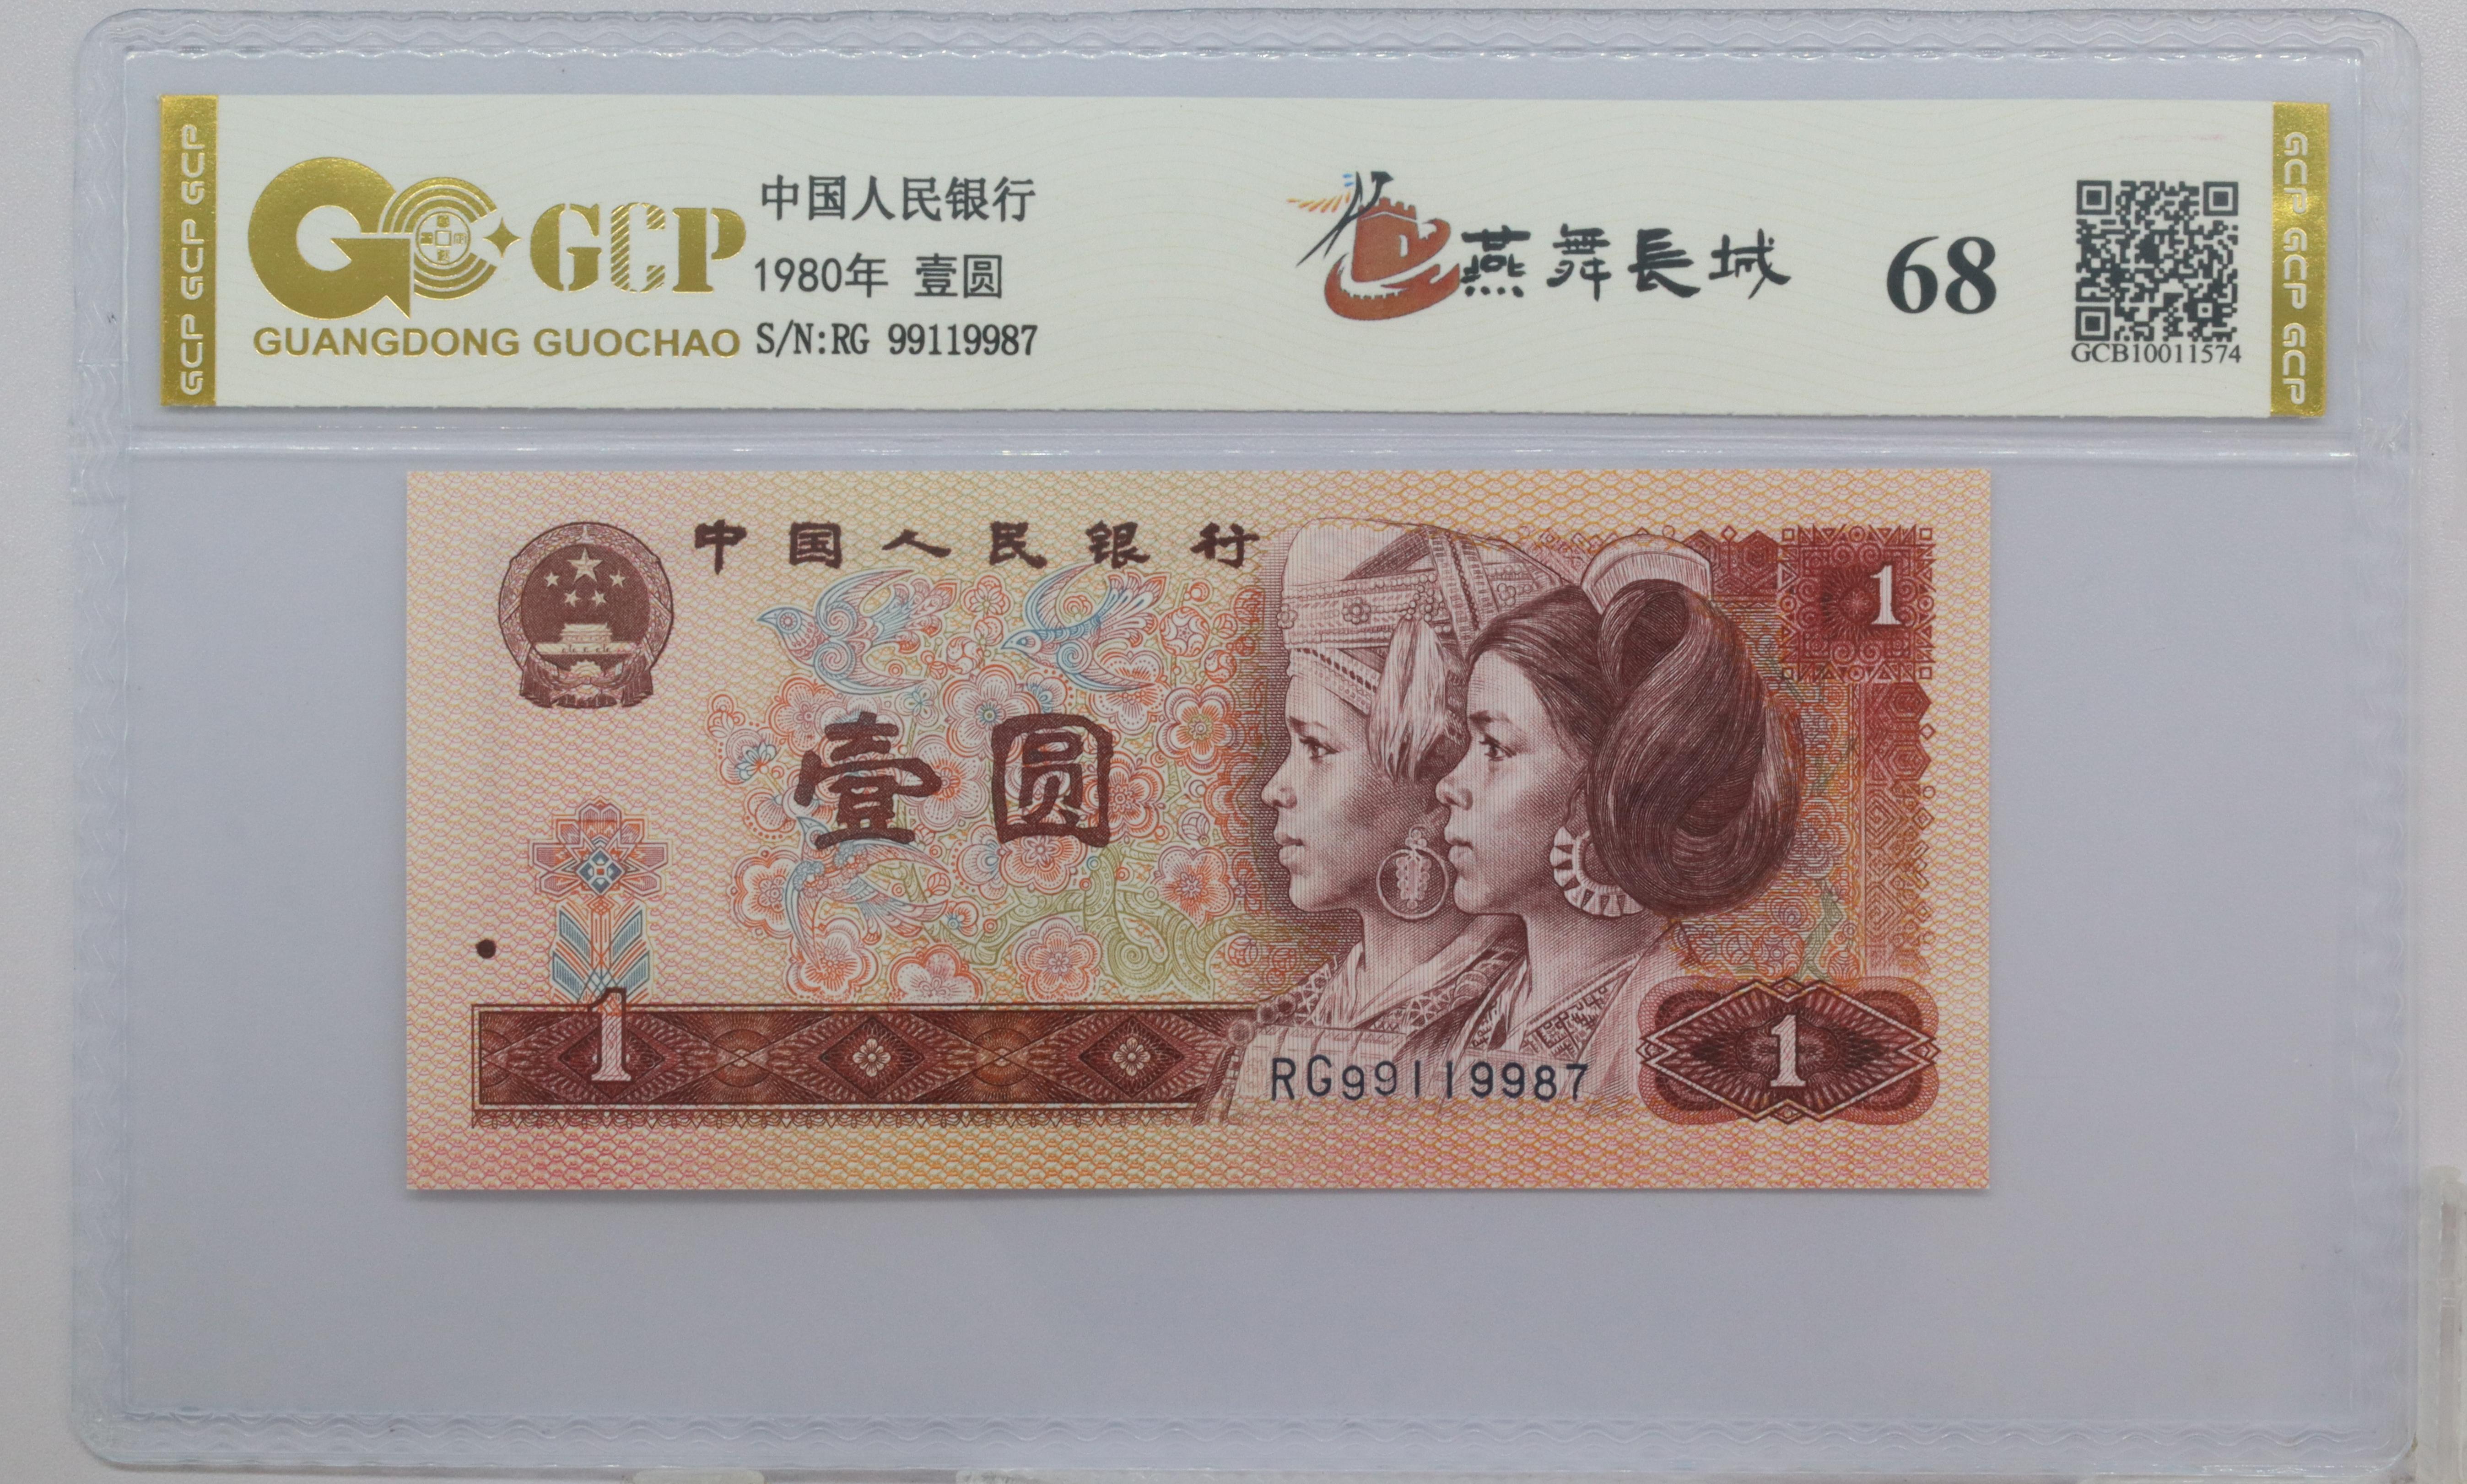 GCP GCP GCP
GCP
GUANGDONG GUOCHAO
中国人民银行
1980年 壹圆
S/N:RG 99119987
燕舞長城
68
GCB10011574
GCP GCP GCP
中国人民银行
1
壹圆
1
RG99119987
1